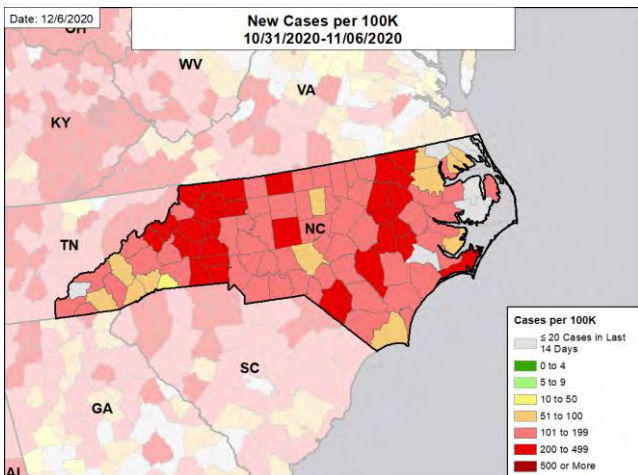 Date: 12/6/2020
New Cases per 100K
10/31/2020-11/06/2020
OH
WV
VA
KY
TN
NC
SC
GA
AL
Cases per 100K
≤ 20 Cases in Last
14 Days
0 to 4
5 to 9
10 to 50
51 to 100
101 to 199
200 to 499
500 or More